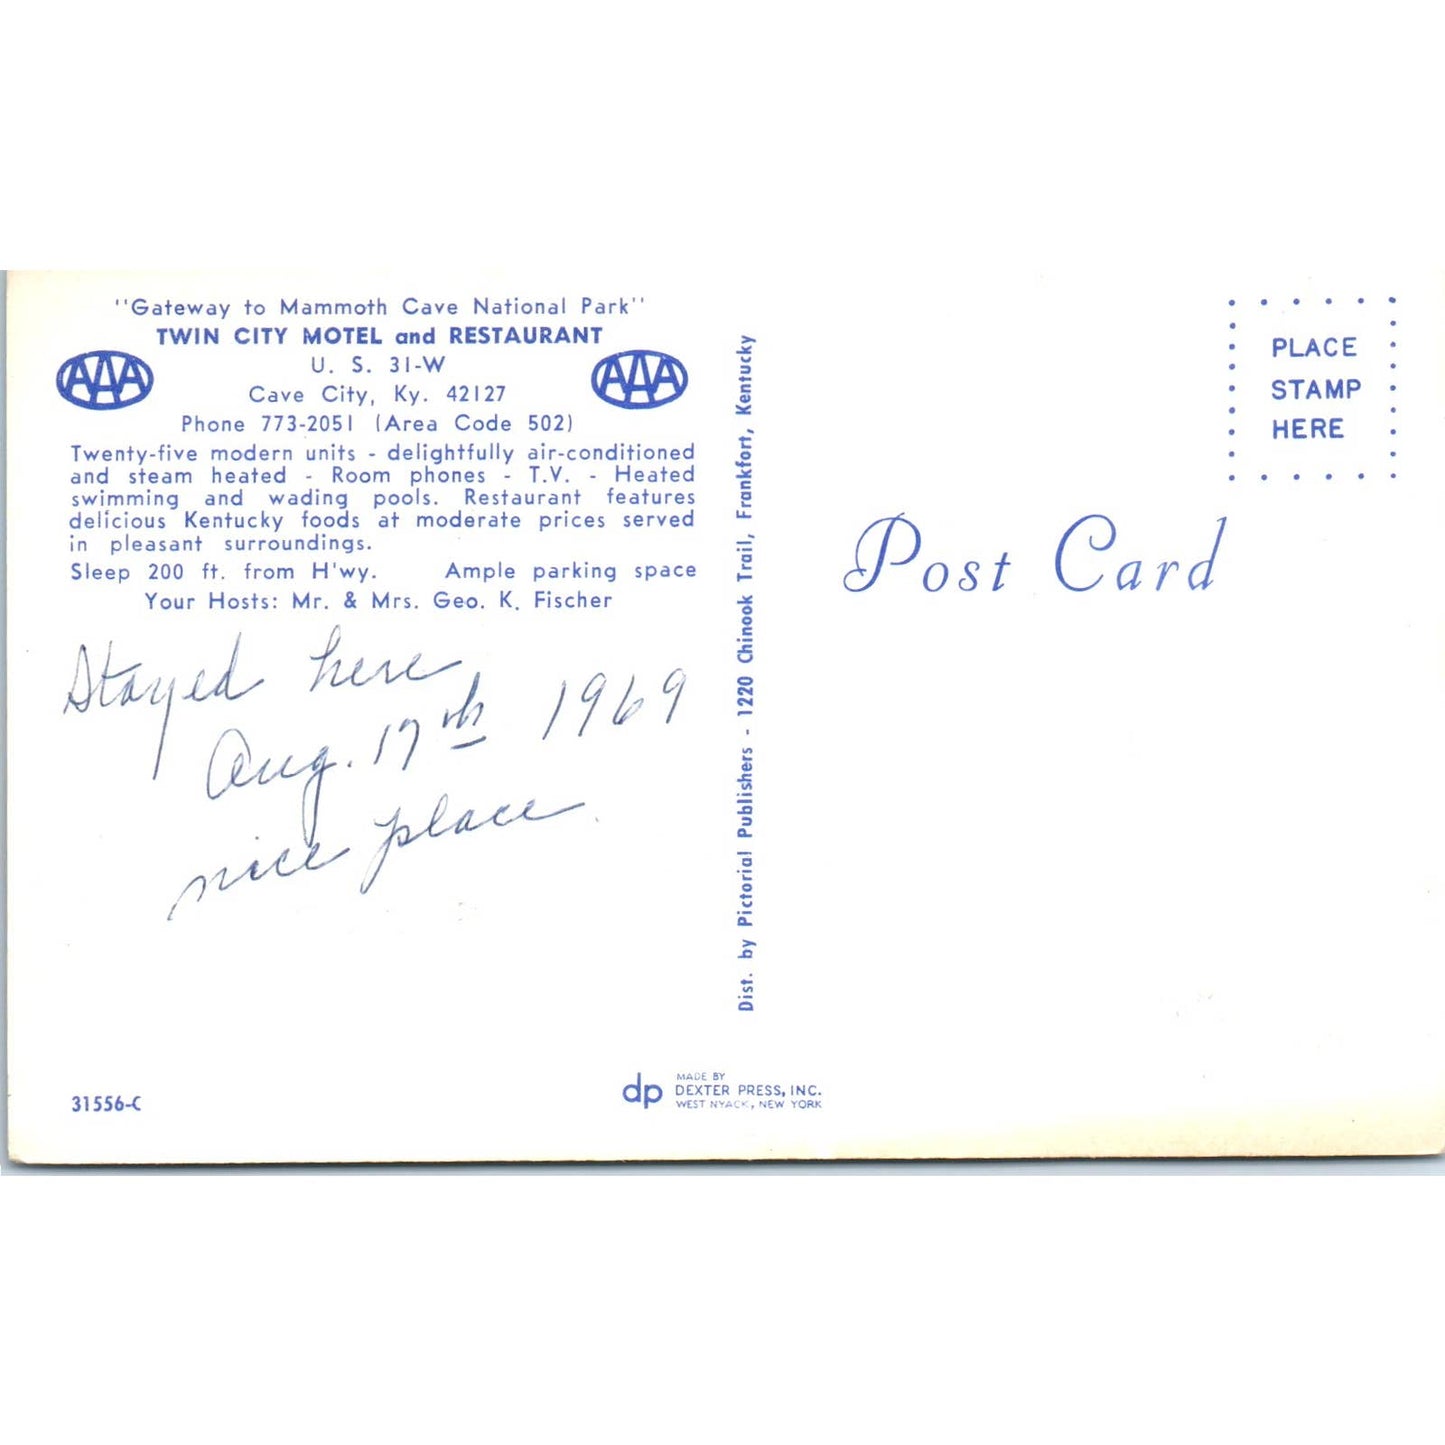 "Gateway to Mammoth Cave National Park"
TWIN CITY MOTEL and RESTAURANT
U. S. 31-W
Cave City, Ky. 42127
Phone 773-2051 (Area Code 502)
AAA
AAA
Twenty-five modern units - delightfully air-conditioned
and steam heated - Room phones - T.V. - Heated
swimming and wading pools. Restaurant features
delicious Kentucky foods at moderate prices served
in pleasant surroundings.
Sleep 200 ft. from H'wy. Ample parking space
Your Hosts: Mr. & Mrs. Geo. K. Fischer
Stayed here
Aug. 17th 1969
nice place.
31556-C
dp
MADE BY
DEXTER PRESS, INC.
WEST NYACK, NEW YORK
Dist. by Pictorial Publishers - 1220 Chinook Trail, Frankfort, Kentucky
PLACE
STAMP
HERE
Post Card